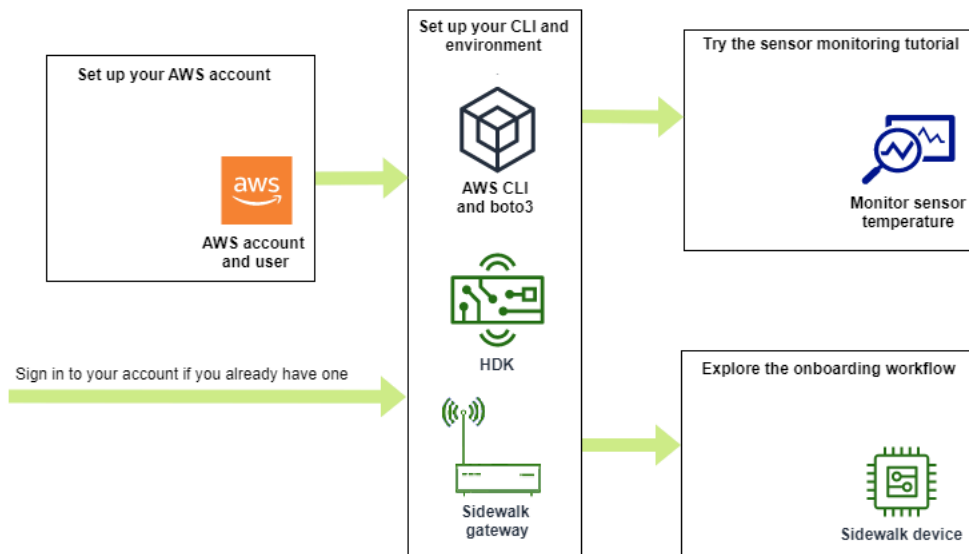 Set up your AWS account
aws
AWS account
and user
Sign in to your account if you already have one
Set up your CLI and
environment
AWS CLI
and boto3
HDK
Sidewalk
gateway
Try the sensor monitoring tutorial
Monitor sensor
temperature
Explore the onboarding workflow
Sidewalk device